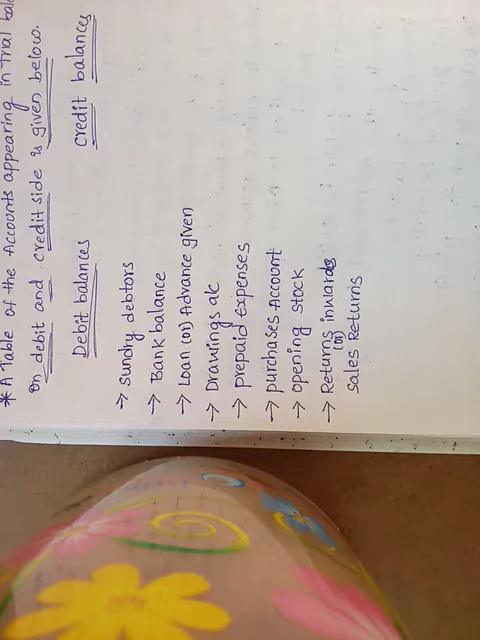 * A Table of the Accounts appearing in Trial
on debit and credit side is given below.
Debit balances credit balances
→ Sundry debtors
→ Bank balance
→ Loan (or) Advance given
→ Drawings a/c
→ prepaid expenses
→ purchases Account
→ opening stock
→ Returns inwards
(or)
sales Returns